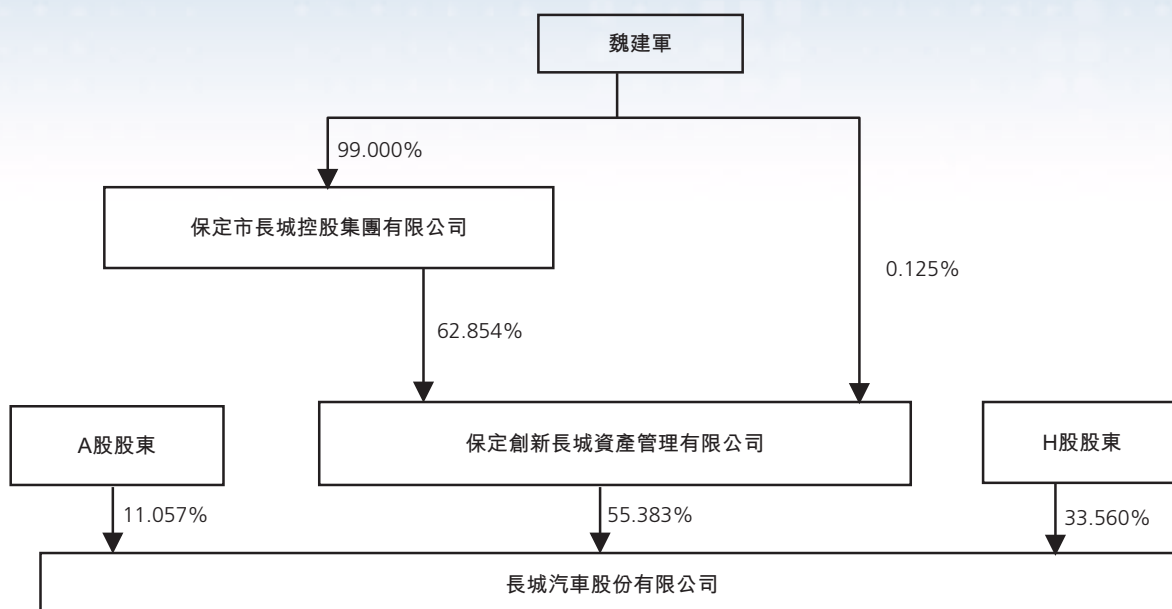 魏建軍
99.000%
保定市長城控股集團有限公司
0.125%
62.854%
A股股東
保定創新長城資產管理有限公司
H股股東
11.057%
55.383%
33.560%
長城汽車股份有限公司